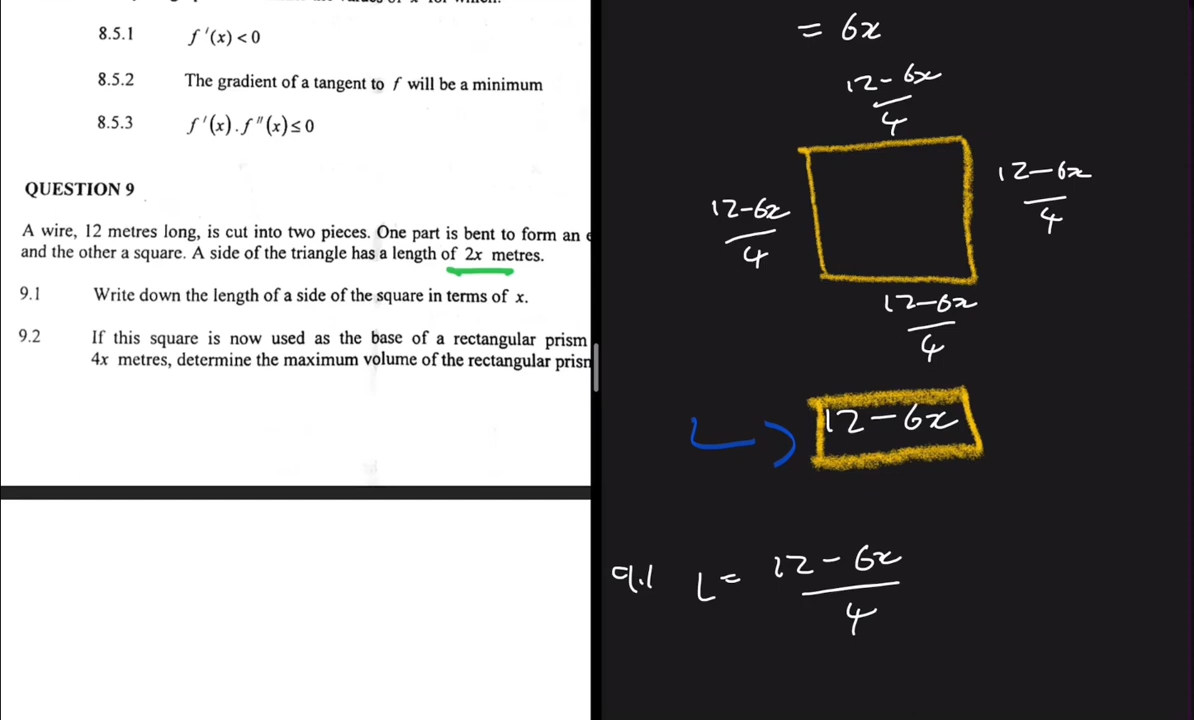 8.5.1 f '(x) < 0
8.5.2 The gradient of a tangent to f will be a minimum
8.5.3 f '(x) . f "(x) ≤ 0
QUESTION 9
A wire, 12 metres long, is cut into two pieces. One part is bent to form an
and the other a square. A side of the triangle has a length of 2x metres.
9.1 Write down the length of a side of the square in terms of x.
9.2 If this square is now used as the base of a rectangular prism
4x metres, determine the maximum volume of the rectangular
= 6x
12-6x
4
12-6x
4
12-6x
4
12-6x
4
12-6x
9.1 L = 12-6x
4